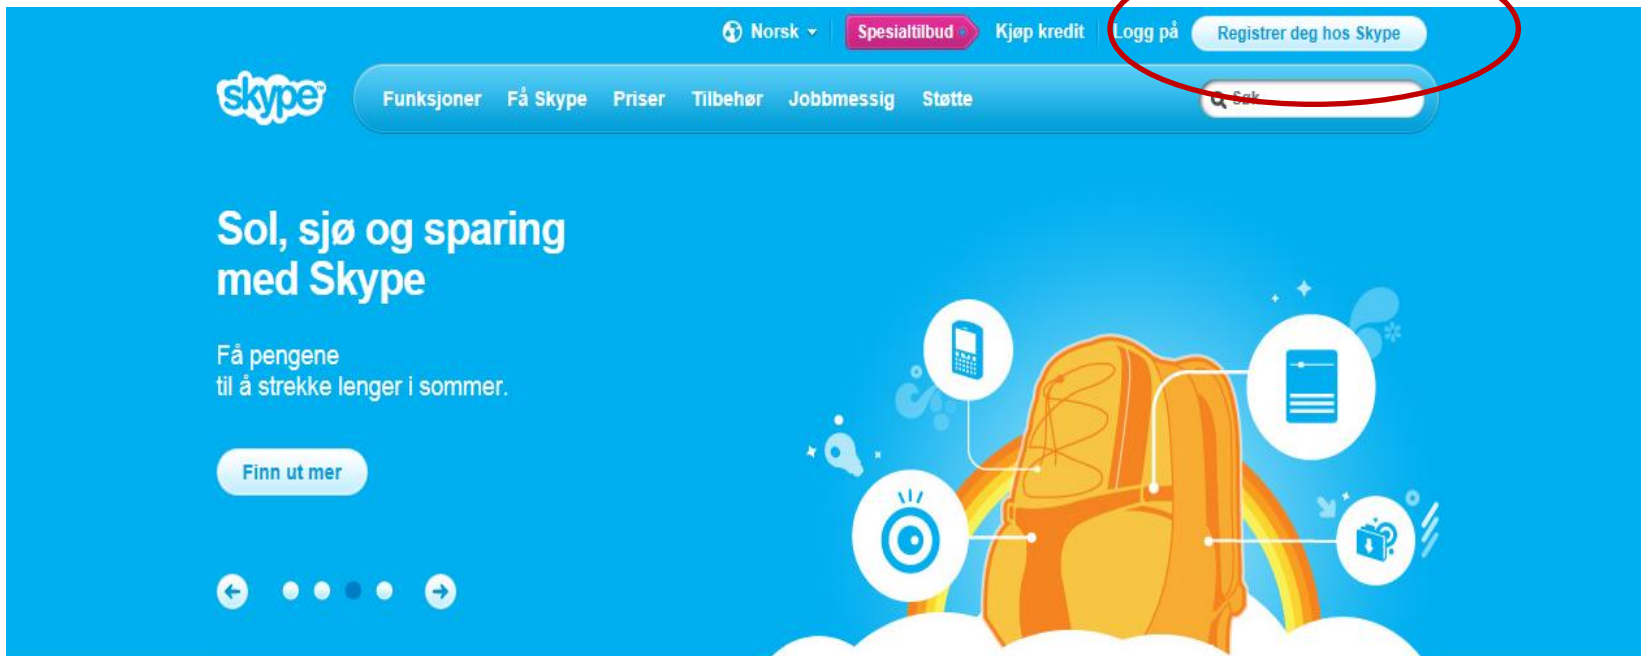 Norsk Spesialtilbud Kjøp kredit Logg på Registrer deg hos Skype
skype Funksjoner Få Skype Priser Tilbehør Jobbmessig Støtte Søk
Sol, sjø og sparing
med Skype
Få pengene
til å strekke lenger i sommer.
Finn ut mer